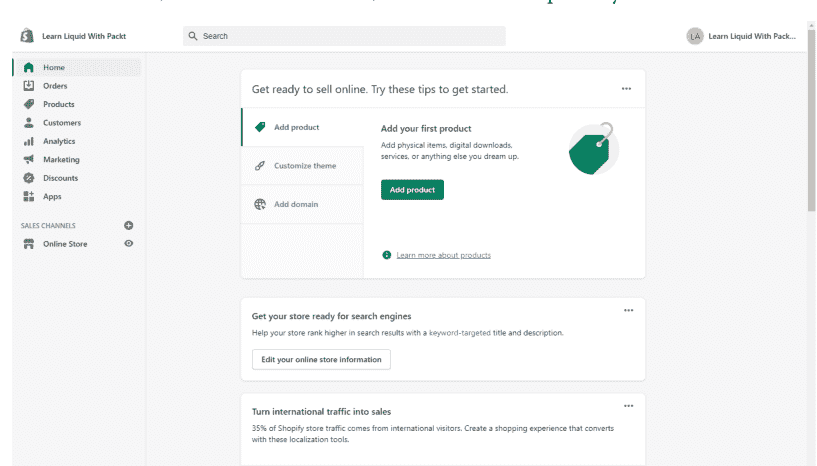 Learn Liquid With Packt
Search
LA
Learn Liquid With Pack...
Home
Orders
Products
Customers
Analytics
Marketing
Discounts
Apps
SALES CHANNELS
Online Store
Get ready to sell online. Try these tips to get started.
Add product
Customize theme
Add domain
Add your first product
Add physical items, digital downloads,
services, or anything else you dream up.
Add product
Learn more about products
Get your store ready for search engines
Help your store rank higher in search results with a keyword-targeted title and description.
Edit your online store information
Turn international traffic into sales
35% of Shopify store traffic comes from international visitors. Create a shopping experience that converts
with these localization tools.